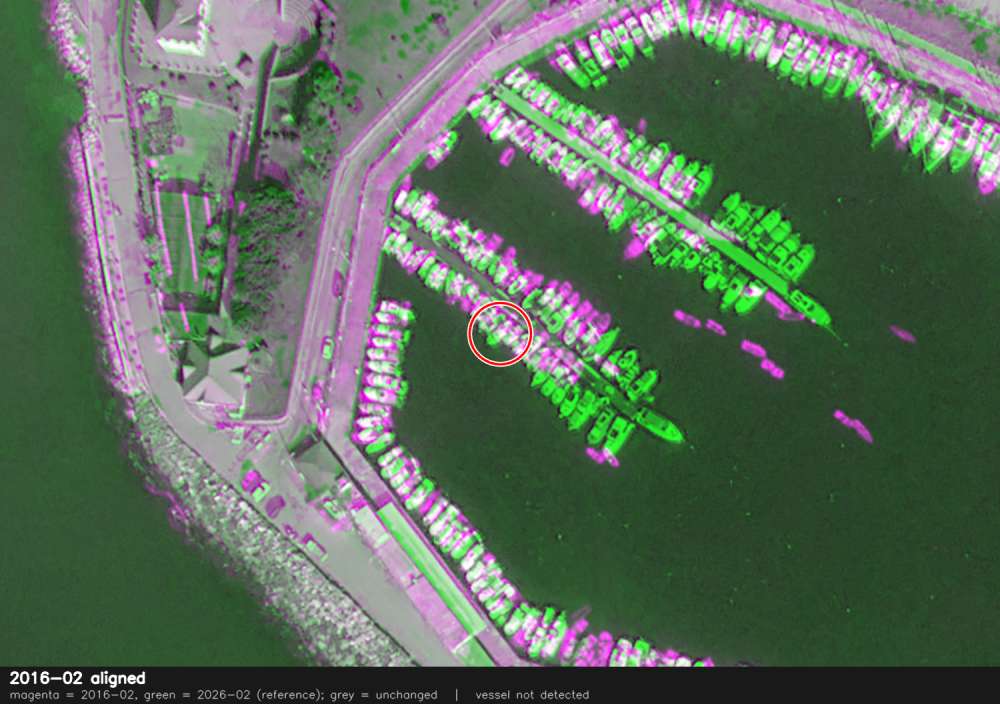 2016-02 aligned
magenta = 2016-02, green = 2026-02 (reference); grey = unchanged | vessel not detected